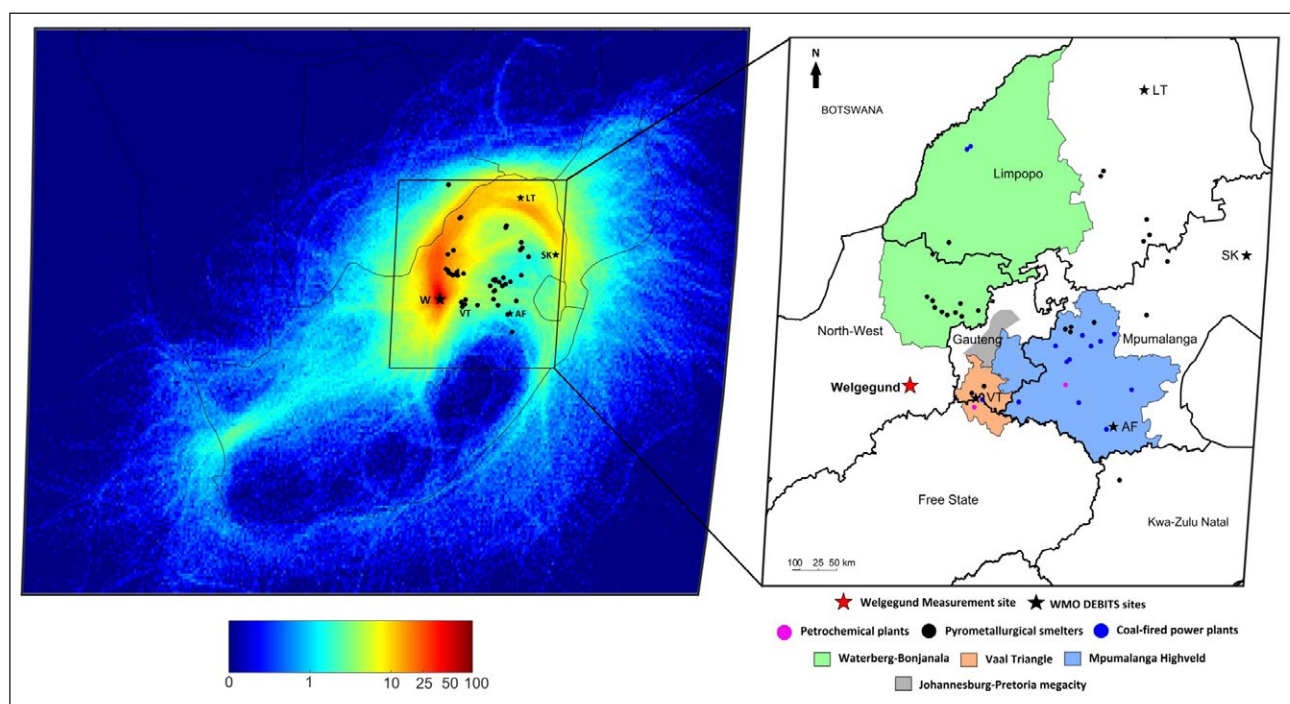 W
LT
SK
VT
AF
0 1 10 25 50 100
N
BOTSWANA
LT
Limpopo
SK
North-West
Gauteng
Mpumalanga
Welgegund
VT
AF
Free State
Kwa-Zulu Natal
100 25 50 km
Welgegund Measurement site WMO DEBITS sites
Petrochemical plants Pyrometallurgical smelters Coal-fired power plants
Waterberg-Bonjanala Vaal Triangle Mpumalanga Highveld
Johannesburg-Pretoria megacity